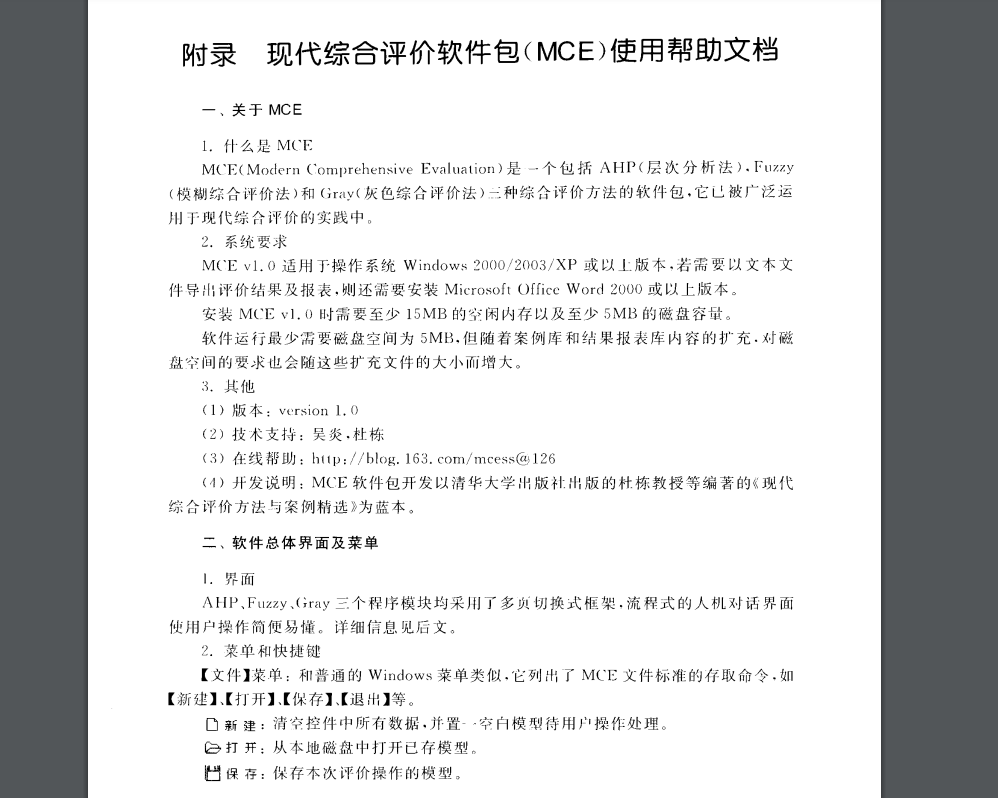 附录 现代综合评价软件包(MCE)使用帮助文档
一、关于 MCE
1. 什么是 MCE
MCE(Modern Comprehensive Evaluation)是一个包括 AHP(层次分析法),Fuzzy
(模糊综合评价法)和 Gray(灰色综合评价法)三种综合评价方法的软件包,它已被广泛运
用于现代综合评价的实践中。
2. 系统要求
MCE v1.0 适用于操作系统 Windows 2000/2003/XP 或以上版本,若需要以文本文
件导出评价结果及报表,则还需要安装 Microsoft Office Word 2000 或以上版本。
安装 MCE v1.0 时需要至少 15MB 的空闲内存以及至少 5MB 的磁盘容量。
软件运行最少需要磁盘空间为 5MB,但随着案例库和结果报表库内容的扩充,对磁
盘空间的要求也会随这些扩充文件的大小而增大。
3. 其他
(1) 版本: version 1.0
(2) 技术支持: 吴炎,杜栋
(3) 在线帮助: http://blog.163.com/mcess@126
(4) 开发说明: MCE 软件包开发以清华大学出版社出版的杜栋教授等编著的《现代
综合评价方法与案例精选》为蓝本。
二、软件总体界面及菜单
1. 界面
AHP、Fuzzy、Gray 三个程序模块均采用了多页切换式框架,流程式的人机对话界面
使用户操作简便易懂。详细信息见后文。
2. 菜单和快捷键
【文件】菜单: 和普通的 Windows 菜单类似,它列出了 MCE 文件标准的存取命令,如
【新建】、【打开】、【保存】、【退出】等。
新建: 清空控件中所有数据,并置一空白模型待用户操作处理。
打开: 从本地磁盘中打开已存模型。
保存: 保存本次评价操作的模型。